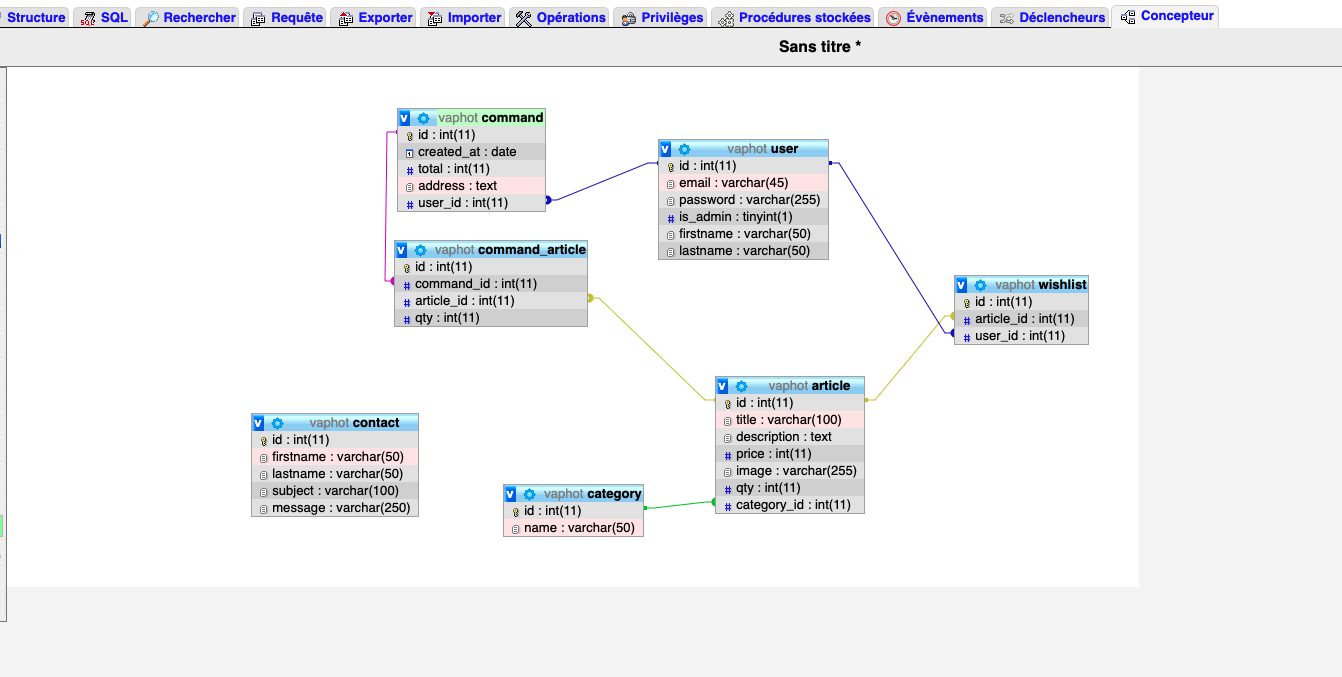 Structure SQL Rechercher Requête Exporter Importer Opérations Privilèges Procédures stockées Évènements Déclencheurs Concepteur
Sans titre *
v vaphot command
id : int(11)
created_at : date
total : int(11)
address : text
user_id : int(11)
v vaphot user
id : int(11)
email : varchar(45)
password : varchar(255)
is_admin : tinyint(1)
firstname : varchar(50)
lastname : varchar(50)
v vaphot command_article
id : int(11)
command_id : int(11)
article_id : int(11)
qty : int(11)
v vaphot wishlist
id : int(11)
article_id : int(11)
user_id : int(11)
v vaphot article
id : int(11)
title : varchar(100)
description : text
price : int(11)
image : varchar(255)
qty : int(11)
category_id : int(11)
v vaphot contact
id : int(11)
firstname : varchar(50)
lastname : varchar(50)
subject : varchar(100)
message : varchar(250)
v vaphot category
id : int(11)
name : varchar(50)